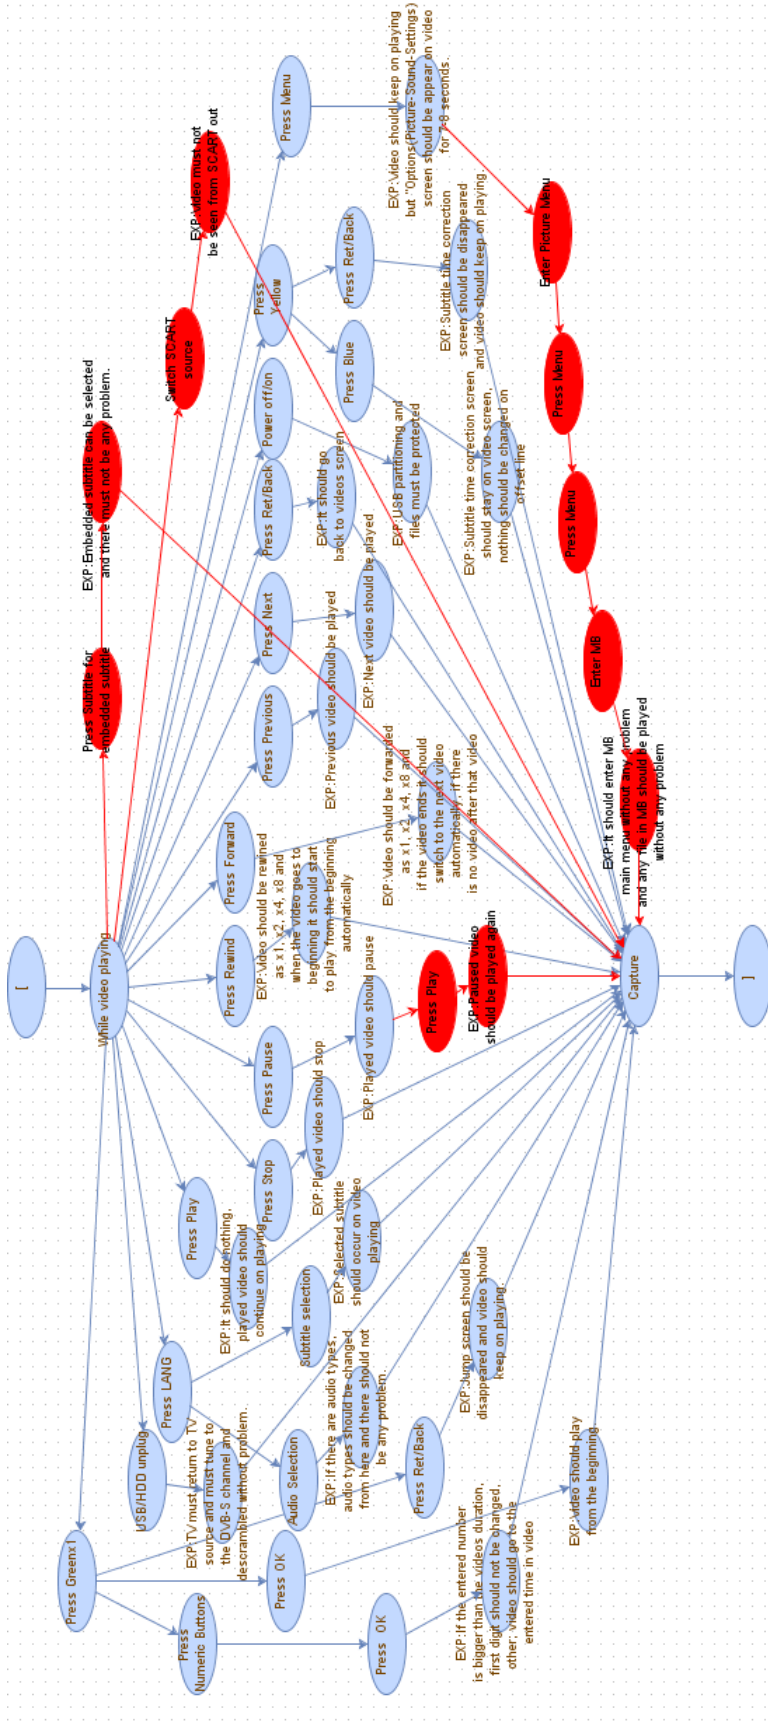 [
While video playing
Press Subtitle for
embedded subtitle
EXP:Embedded subtitle can be selected
and there must not be any problem.
Switch SCART
source
EXP:Video must not
be seen from SCART out
Press Menu
EXP:Video should keep on playing
but "Options(Picture-Sound-Settings)
screen should be appear on video
for 7-8 seconds.
Enter Picture Menu
Press Menu
Press Menu
Enter MB
EXP:It should enter MB
main menu without any problem
and any file in MB should be played
without any problem
Press
Yellow
Press Ret/Back
EXP:Subtitle time correction
screen should be disappeared
and video should keep on playing.
Press Blue
EXP:Subtitle time correction screen
should stay on video screen,
nothing should be changed on
offset line
Power off/on
EXP:USB partitioning and
files must be protected
Press Ret/Back
EXP:It should go
back to videos screen
Press Next
EXP:Next video should be played
Press Previous
EXP:Previous video should be played
Press Forward
EXP:Video should be forwarded
as x1, x2, x4, x8 and
if the video ends it should
switch to the next video
automatically, if there
is no video after that video
Press Rewind
EXP:Video should be rewined
as x1, x2, x4, x8 and
when the video goes to
beginning it should start
to play from the beginning
automatically
Press Pause
EXP:Played video should pause
Press Play
EXP:Paused video
should be played again
Press Stop
EXP:Played video should stop
Press Play
EXP:It should do nothing,
played video should
continue on playing
Press LANG
Subtitle selection
EXP:Selected subtitle
should occur on video
playing
Audio Selection
EXP:If there are audio types,
audio types should be changed
from here and there should not
be any problem.
USB/HDD unplug
EXP:TV must return to TV
source and must tune to
the DVB-S channel and
descrambled without problem.
Press Greenx1
Press Ret/Back
EXP:Jump screen should be
disappeared and video should
keep on playing.
Press OK
EXP:Video should play
from the beginning
Press
Numeric Buttons
Press OK
EXP:If the entered number
is bigger than the videos duration,
first digit should not be changed,
other; video should go to the
entered time in video
Capture
]